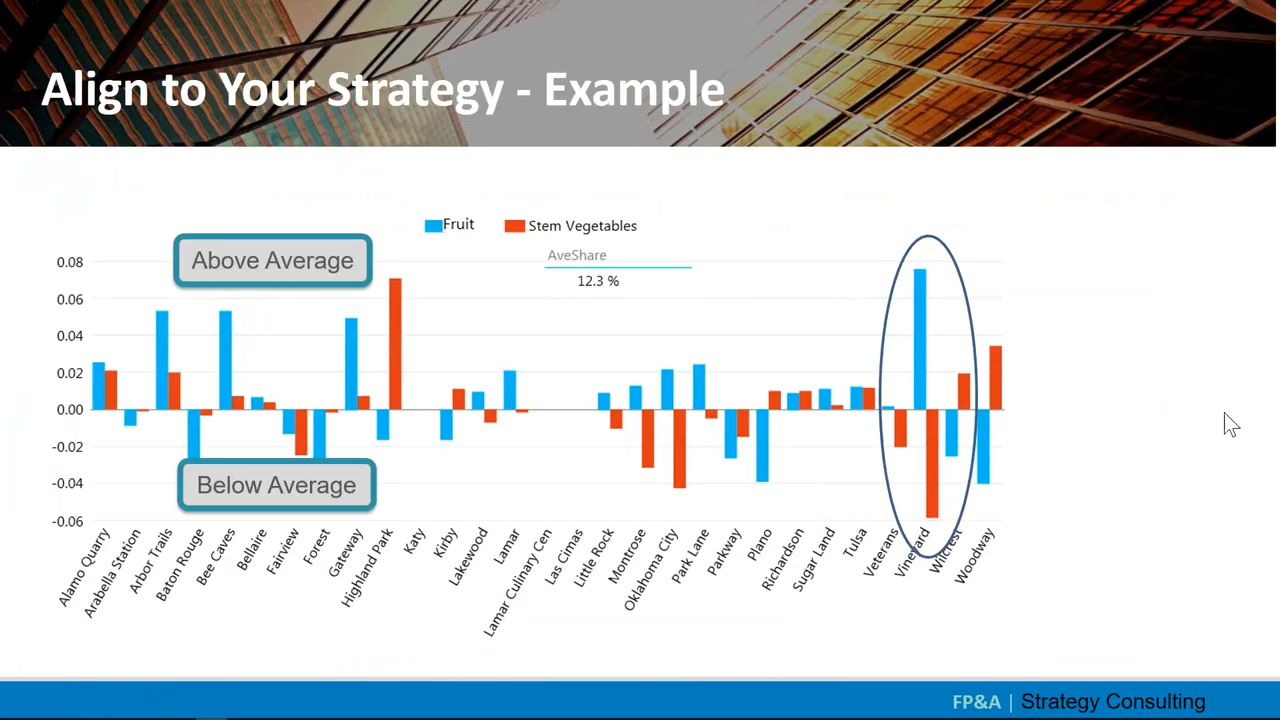 Align to Your Strategy - Example
Fruit
Stem Vegetables
AveShare
12.3 %
Above Average
Below Average
0.08
0.06
0.04
0.02
0.00
-0.02
-0.04
-0.06
Alamo Quarry
Arabella Station
Arbor Trails
Baton Rouge
Bee Caves
Bellaire
Fairview
Forest
Gateway
Highland Park
Katy
Kirby
Lakewood
Lamar
Lamar Culinary Cen
Las Cimas
Little Rock
Montrose
Oklahoma City
Park Lane
Parkway
Plano
Richardson
Sugar Land
Tulsa
Veterans
Vineyard
Wilcrest
Woodway
FP&A | Strategy Consulting